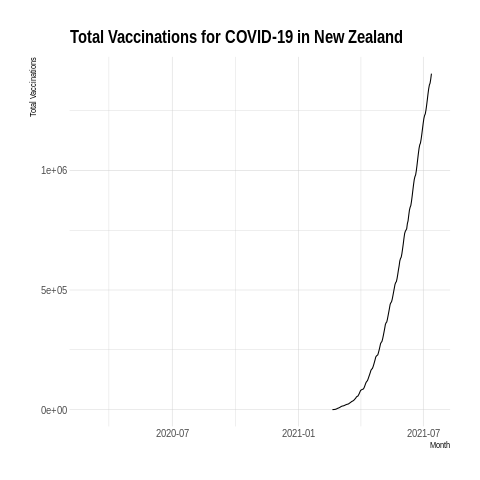 Total Vaccinations for COVID-19 in New Zealand
Total Vaccinations
1e+06
5e+05
0e+00
2020-07
2021-01
2021-07
Month